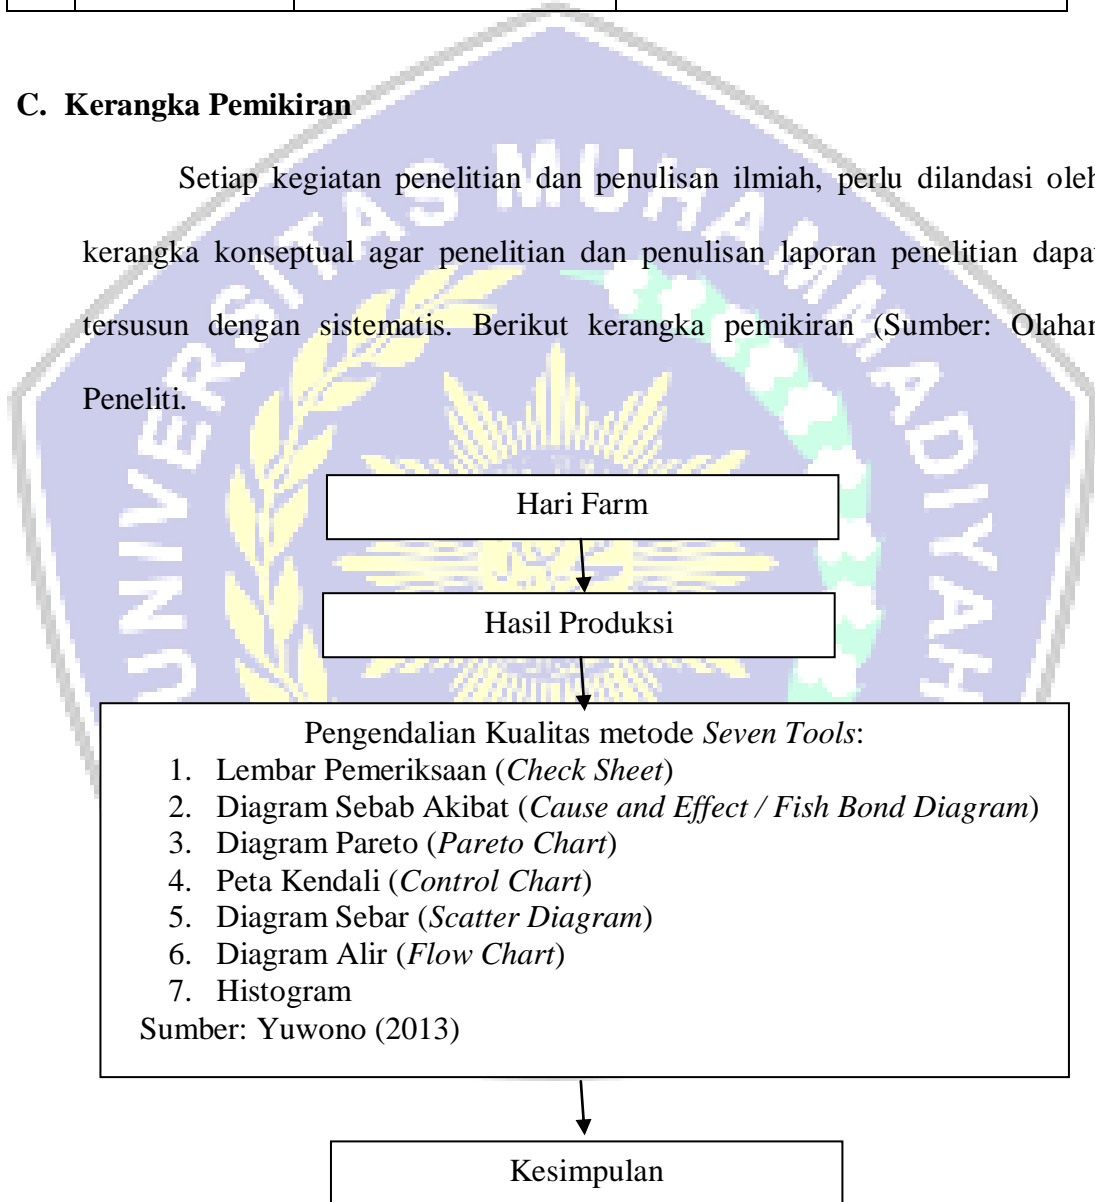 C. Kerangka Pemikiran
Setiap kegiatan penelitian dan penulisan ilmiah, perlu dilandasi oleh
kerangka konseptual agar penelitian dan penulisan laporan penelitian dapat
tersusun dengan sistematis. Berikut kerangka pemikiran (Sumber: Olahan
Peneliti.
UNIVERSITAS MUHAMMADIYAH
Hari Farm
Hasil Produksi
Pengendalian Kualitas metode Seven Tools:
1. Lembar Pemeriksaan (Check Sheet)
2. Diagram Sebab Akibat (Cause and Effect / Fish Bond Diagram)
3. Diagram Pareto (Pareto Chart)
4. Peta Kendali (Control Chart)
5. Diagram Sebar (Scatter Diagram)
6. Diagram Alir (Flow Chart)
7. Histogram
Sumber: Yuwono (2013)
Kesimpulan